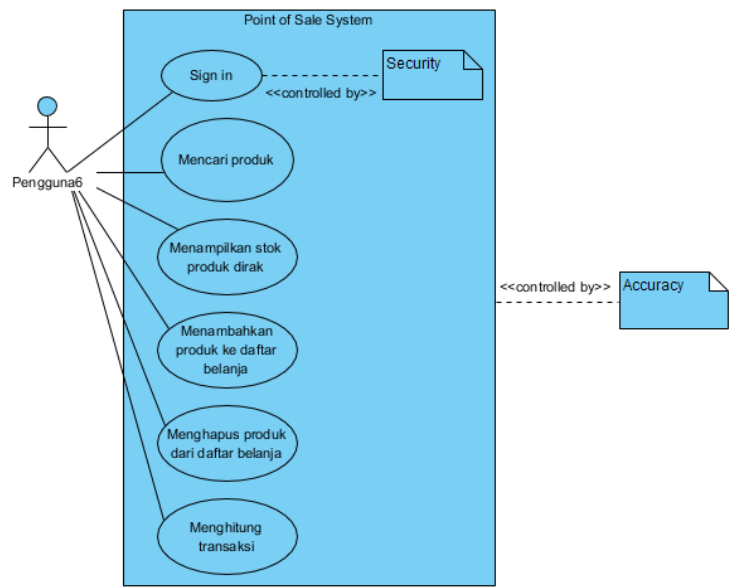 Point of Sale System
Sign in
Security
<<controlled by>>
Mencari produk
Pengguna6
Menampilkan stok
produk dirak
<<controlled by>>
Accuracy
Menambahkan
produk ke daftar
belanja
Menghapus produk
dari daftar belanja
Menghitung
transaksi